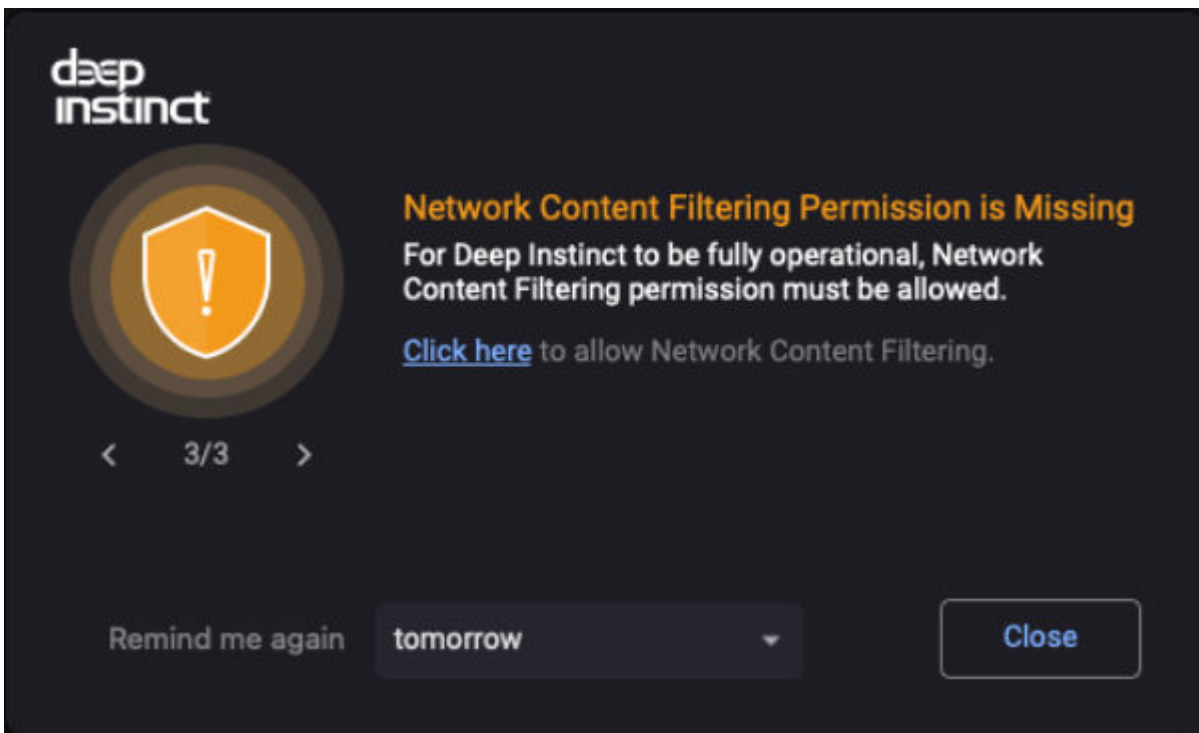 deep
instinct
Network Content Filtering Permission is Missing
For Deep Instinct to be fully operational, Network
Content Filtering permission must be allowed.
Click here to allow Network Content Filtering.
< 3/3 >
Remind me again tomorrow Close